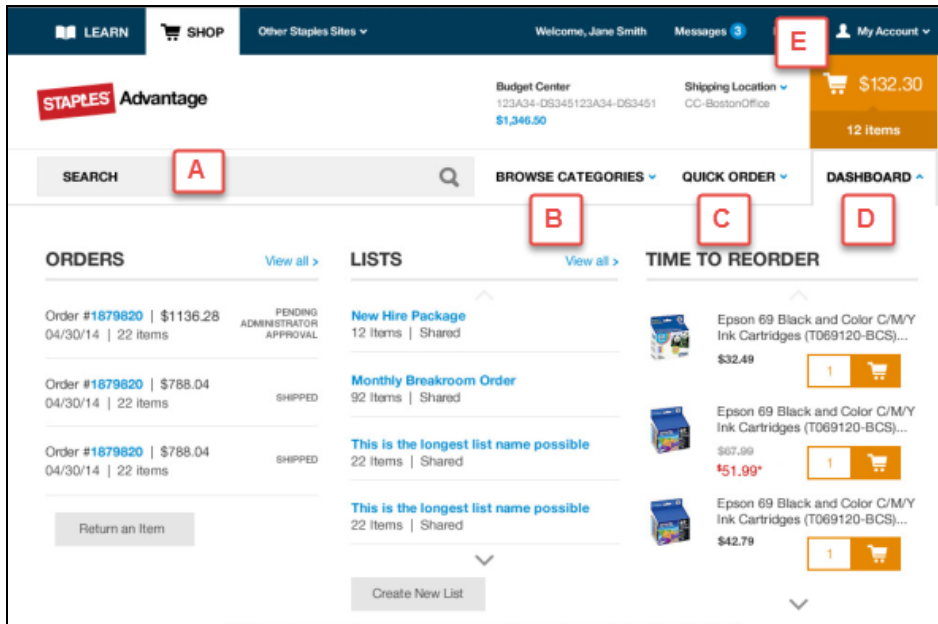 LEARN
SHOP
Other Staples Sites
Welcome, Jane Smith
Messages 3
E
My Account
STAPLES Advantage
Budget Center
123A34-DS345123A34-DS3451
$1,346.50
Shipping Location
CC-BostonOffice
$132.30
12 items
SEARCH
A
BROWSE CATEGORIES
QUICK ORDER
DASHBOARD
B
C
D
ORDERS
View all >
Order #1879820 | $1136.28
04/30/14 | 22 items
PENDING
ADMINISTRATOR
APPROVAL
Order #1879820 | $788.04
04/30/14 | 22 items
SHIPPED
Order #1879820 | $788.04
04/30/14 | 22 items
SHIPPED
Return an Item
LISTS
View all >
New Hire Package
12 Items | Shared
Monthly Breakroom Order
92 Items | Shared
This is the longest list name possible
22 Items | Shared
This is the longest list name possible
22 Items | Shared
Create New List
TIME TO REORDER
Epson 69 Black and Color C/M/Y
Ink Cartridges (T069120-BCS)...
$32.49
1
Epson 69 Black and Color C/M/Y
Ink Cartridges (T069120-BCS)...
$67.99
$51.99*
1
Epson 69 Black and Color C/M/Y
Ink Cartridges (T069120-BCS)...
$42.79
1